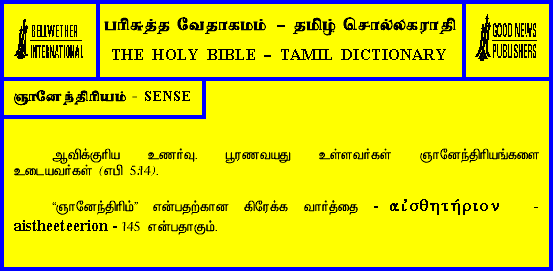 BELLWETHER
INTERNATIONAL
பரிசுத்த வேதாகமம் – தமிழ் சொல்லகராதி
THE HOLY BIBLE – TAMIL DICTIONARY
GOOD NEWS
PUBLISHERS
ஞானேந்திரியம் - SENSE
ஆவிக்குரிய உணர்வு. பூரணவயது உள்ளவர்கள் ஞானேந்திரியங்களை
உடையவர்கள் (எபி 5:14).
“ஞானேந்திரிம்” என்பதற்கான கிரேக்க வார்த்தை - αἰσθητήριον -
aistheeteerion - 145 என்பதாகும்.